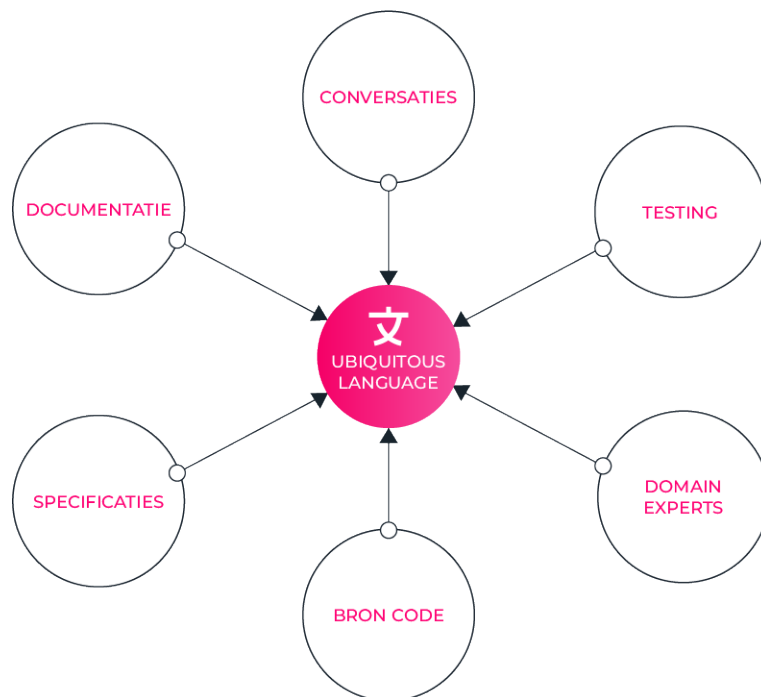 CONVERSATIES
DOCUMENTATIE
TESTING
文
UBIQUITOUS
LANGUAGE
SPECIFICATIES
DOMAIN
EXPERTS
BRON CODE